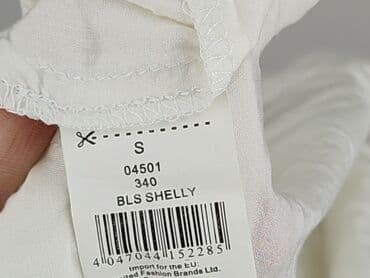 S
04501
340
BLS SHELLY
4 047044 152285
Import for the EU:
Fashion Brands Ltd.